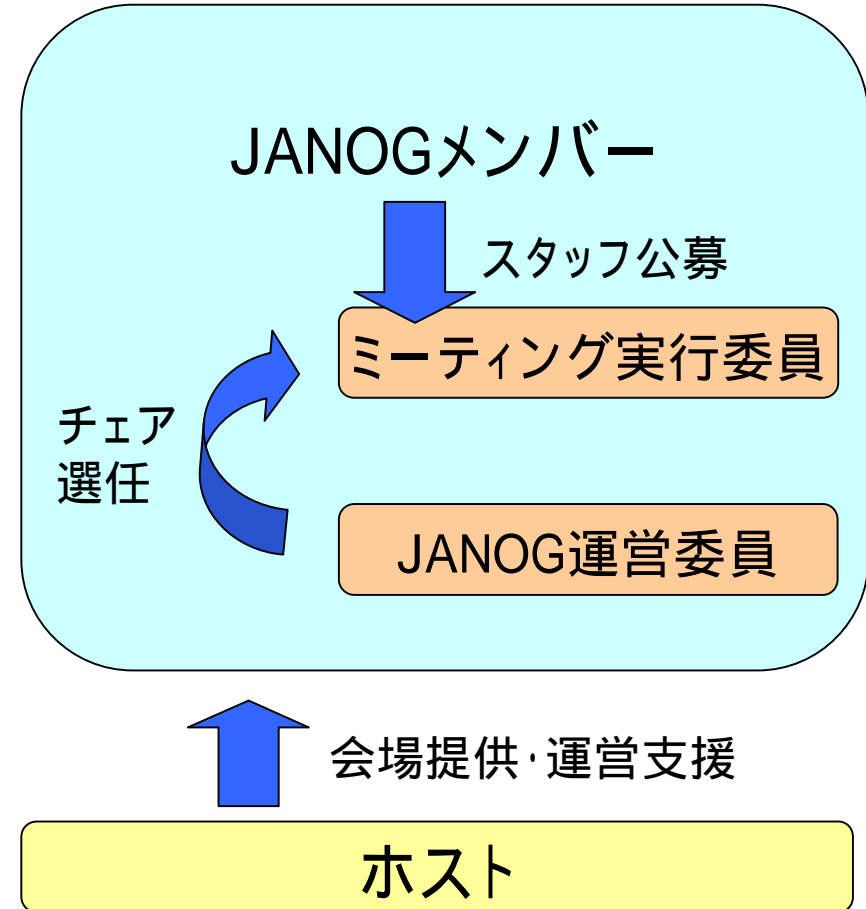 JANOGメンバー
スタッフ公募
ミーティング実行委員
チェア
選任
JANOG運営委員
会場提供・運営支援
ホスト